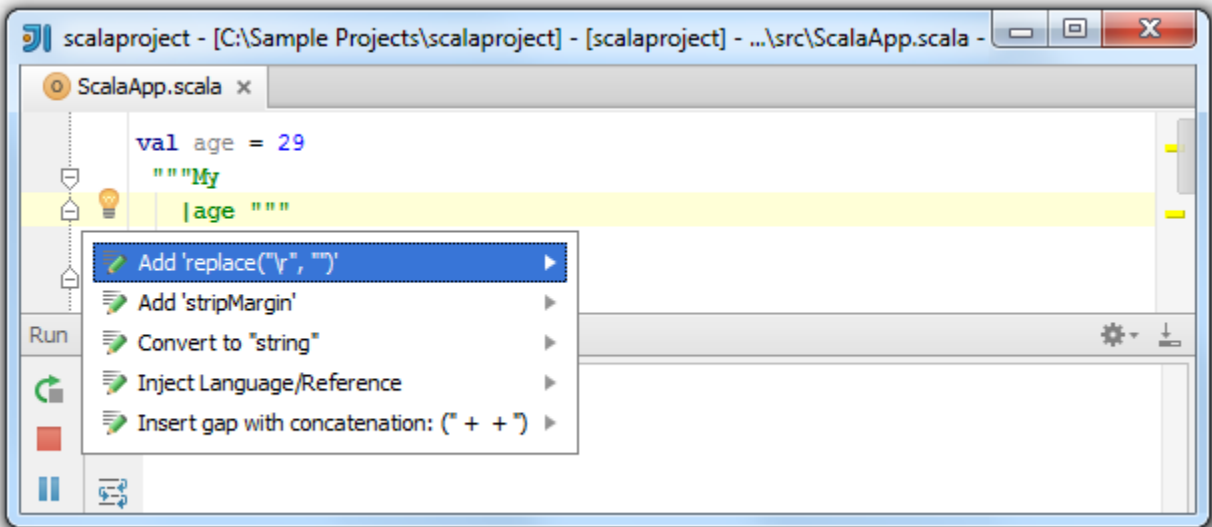 scalaproject - [C:\Sample Projects\scalaproject] - [scalaproject] - ...\src\ScalaApp.scala -
ScalaApp.scala
val age = 29
"""My
|age """
Add 'replace("\r", "")'
Add 'stripMargin'
Run
Convert to "string"
Inject Language/Reference
Insert gap with concatenation: (" + + ")